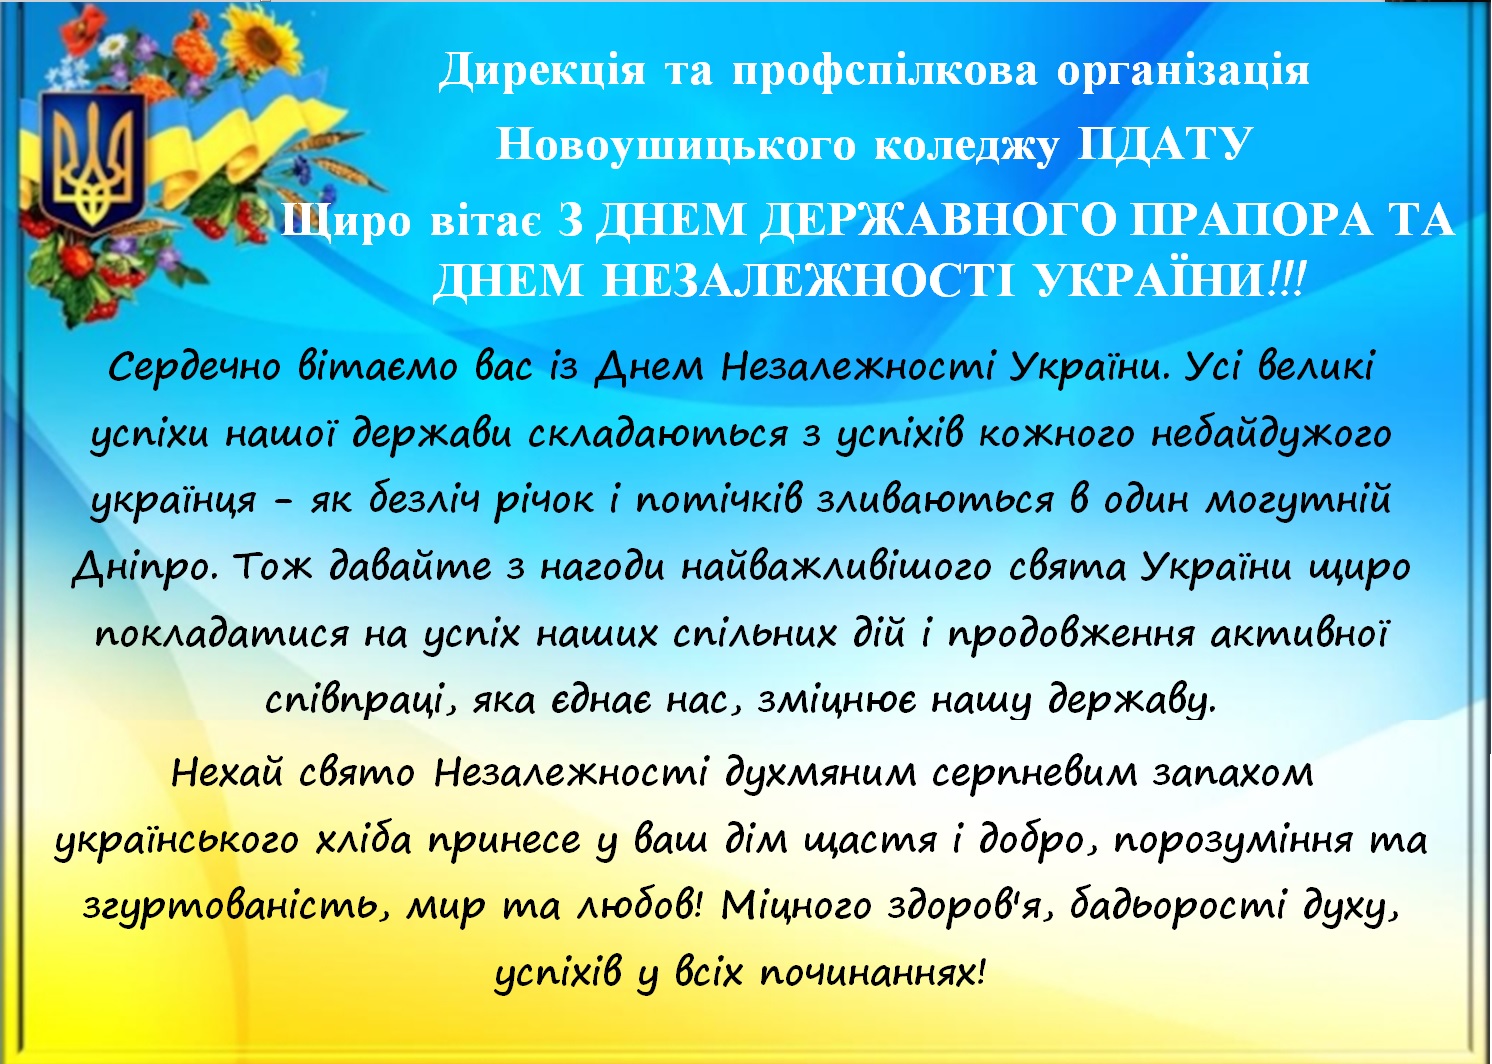 Дирекція та профспілкова організація
Новоушицького коледжу ПДАТУ
Щиро вітає З ДНЕМ ДЕРЖАВНОГО ПРАПОРА ТА
ДНЕМ НЕЗАЛЕЖНОСТІ УКРАЇНИ!!!
Сердечно вітаємо вас із Днем Незалежності України. Усі великі
успіхи нашої держави складаються з успіхів кожного небайдужого
українця - як безліч річок і потічків зливаються в один могутній
Дніпро. Тож давайте з нагоди найважливішого свята України щиро
покладатися на успіх наших спільних дій і продовження активної
співпраці, яка єднає нас, зміцнює нашу державу.
Нехай свято Незалежності духмяним серпневим запахом
українського хліба принесе у ваш дім щастя і добро, порозуміння та
згуртованість, мир та любов! Міцного здоров'я, бадьорості духу,
успіхів у всіх починаннях!